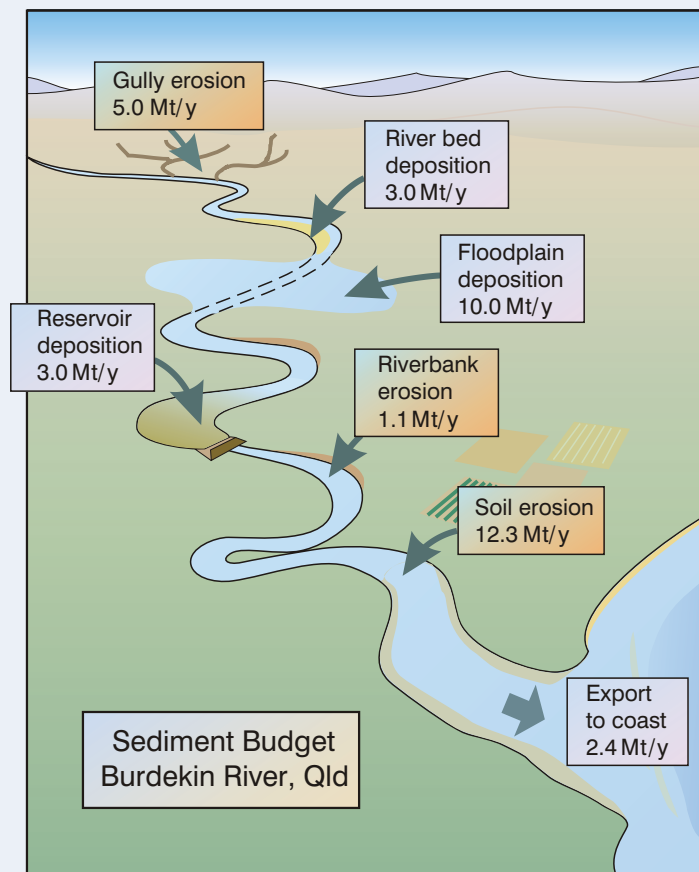 Gully erosion
5.0 Mt/y
River bed
deposition
3.0 Mt/y
Floodplain
deposition
10.0 Mt/y
Reservoir
deposition
3.0 Mt/y
Riverbank
erosion
1.1 Mt/y
Soil erosion
12.3 Mt/y
Export
to coast
2.4 Mt/y
Sediment Budget
Burdekin River, Qld